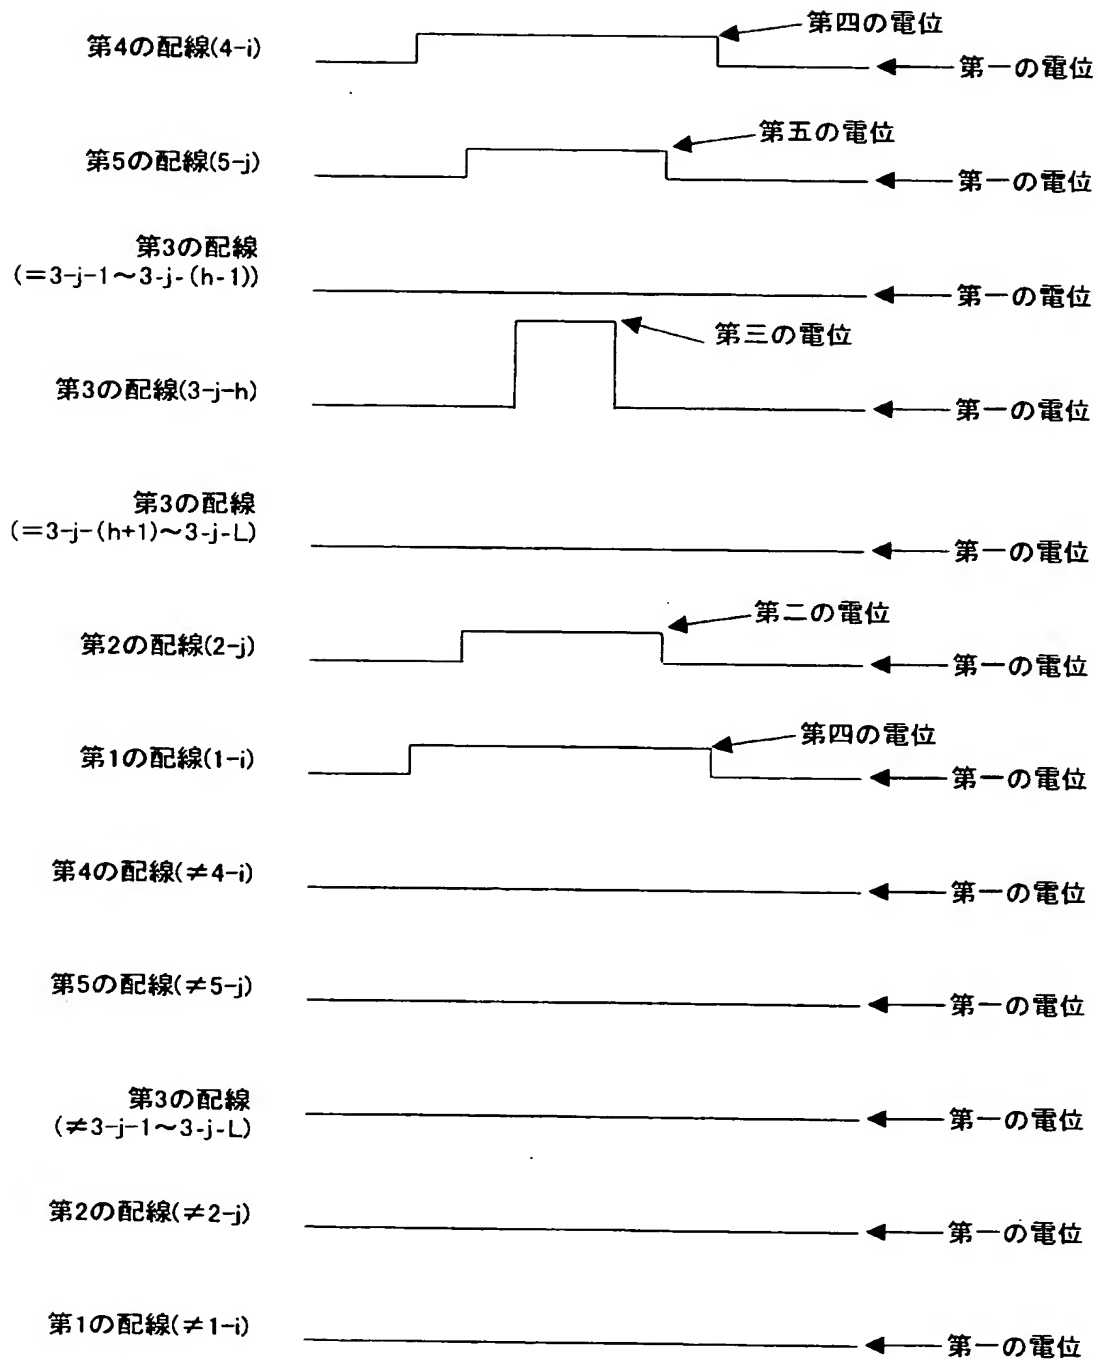 第4の配線(4-i)
第四の電位
第一の電位
第5の配線(5-j)
第五の電位
第一の電位
第3の配線
(=3-j-1～3-j-(h-1))
第一の電位
第三の電位
第3の配線(3-j-h)
第一の電位
第3の配線
(=3-j-(h+1)～3-j-L)
第一の電位
第2の配線(2-j)
第二の電位
第一の電位
第1の配線(1-i)
第四の電位
第一の電位
第4の配線(≠4-i)
第一の電位
第5の配線(≠5-j)
第一の電位
第3の配線
(≠3-j-1～3-j-L)
第一の電位
第2の配線(≠2-j)
第一の電位
第1の配線(≠1-i)
第一の電位